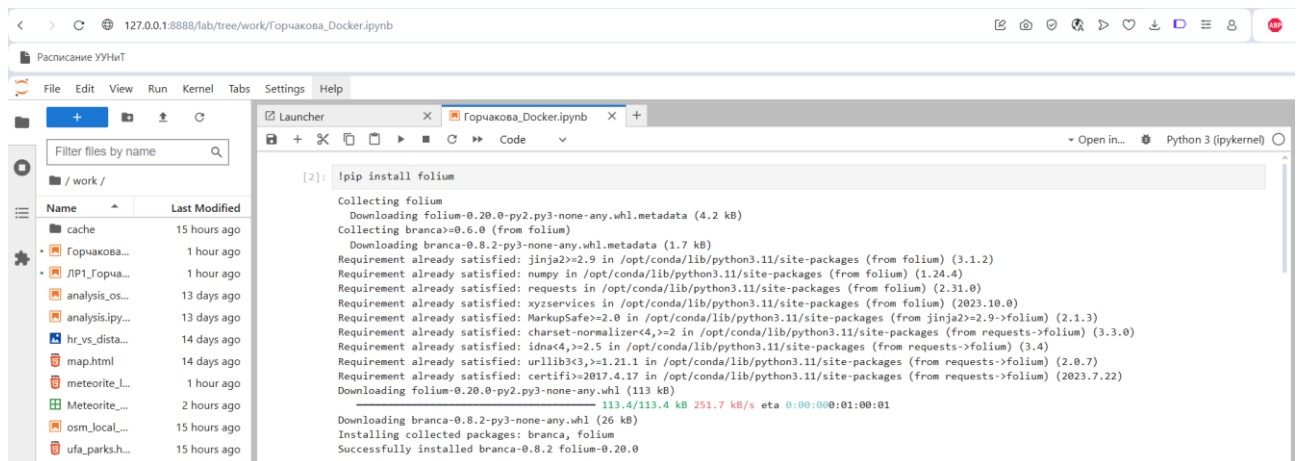 127.0.0.1:8888/lab/tree/work/Горчакова_Docker.ipynb
ABP
Расписание УУНиТ
File Edit View Run Kernel Tabs Settings Help
Launcher
Горчакова_Docker.ipynb
Code
Open in...
Python 3 (ipykernel)
Filter files by name
/ work /
Name Last Modified
cache 15 hours ago
Горчакова... 1 hour ago
ЛР1_Горча... 1 hour ago
analysis_os... 13 days ago
analysis.ipy... 13 days ago
hr_vs_dista... 14 days ago
map.html 14 days ago
meteorite_l... 1 hour ago
Meteorite_... 2 hours ago
osm_local_... 15 hours ago
ufa_parks.h... 15 hours ago
[2]: !pip install folium
Collecting folium
Downloading folium-0.20.0-py2.py3-none-any.whl.metadata (4.2 kB)
Collecting branca>=0.6.0 (from folium)
Downloading branca-0.8.2-py3-none-any.whl.metadata (1.7 kB)
Requirement already satisfied: jinja2>=2.9 in /opt/conda/lib/python3.11/site-packages (from folium) (3.1.2)
Requirement already satisfied: numpy in /opt/conda/lib/python3.11/site-packages (from folium) (1.24.4)
Requirement already satisfied: requests in /opt/conda/lib/python3.11/site-packages (from folium) (2.31.0)
Requirement already satisfied: xyzservices in /opt/conda/lib/python3.11/site-packages (from folium) (2023.10.0)
Requirement already satisfied: MarkupSafe>=2.0 in /opt/conda/lib/python3.11/site-packages (from jinja2>=2.9->folium) (2.1.3)
Requirement already satisfied: charset-normalizer<4,>=2 in /opt/conda/lib/python3.11/site-packages (from requests->folium) (3.3.0)
Requirement already satisfied: idna<4,>=2.5 in /opt/conda/lib/python3.11/site-packages (from requests->folium) (3.4)
Requirement already satisfied: urllib3<3,>=1.21.1 in /opt/conda/lib/python3.11/site-packages (from requests->folium) (2.0.7)
Requirement already satisfied: certifi>=2017.4.17 in /opt/conda/lib/python3.11/site-packages (from requests->folium) (2023.7.22)
Downloading folium-0.20.0-py2.py3-none-any.whl (113 kB)
113.4/113.4 kB 251.7 kB/s eta 0:00:000:01:00:01
Downloading branca-0.8.2-py3-none-any.whl (26 kB)
Installing collected packages: branca, folium
Successfully installed branca-0.8.2 folium-0.20.0